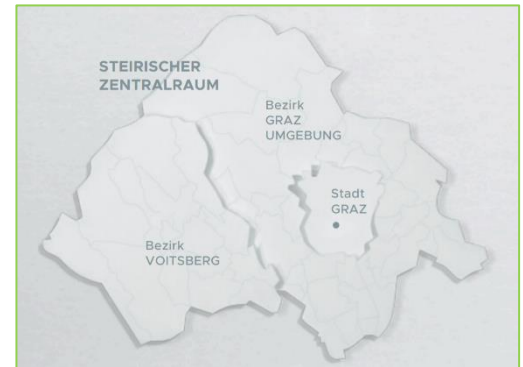 STEIRISCHER
ZENTRALRAUM
Bezirk
GRAZ
UMGEBUNG
Stadt
GRAZ
Bezirk
VOITSBERG